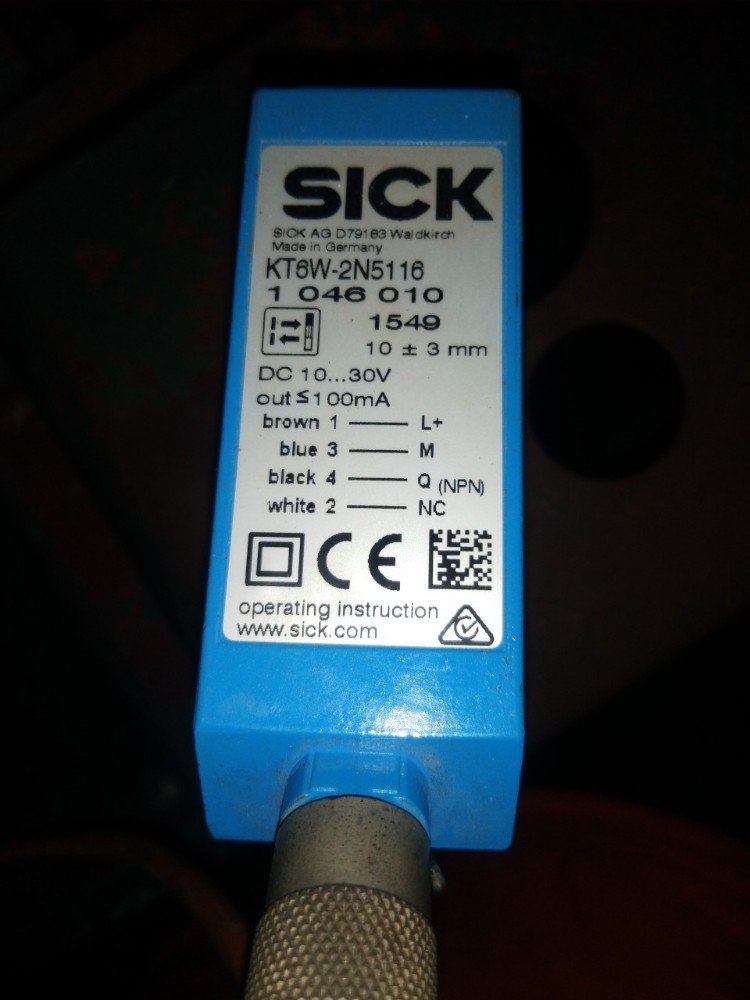 SICK
SICK AG D79183 Waldkirch
Made in Germany
KT6W-2N5116
1 046 010
1549
10 ± 3 mm
DC 10...30V
out ≤ 100mA
brown 1 L+
blue 3 M
black 4 Q (NPN)
white 2 NC
CE
operating instruction
www.sick.com